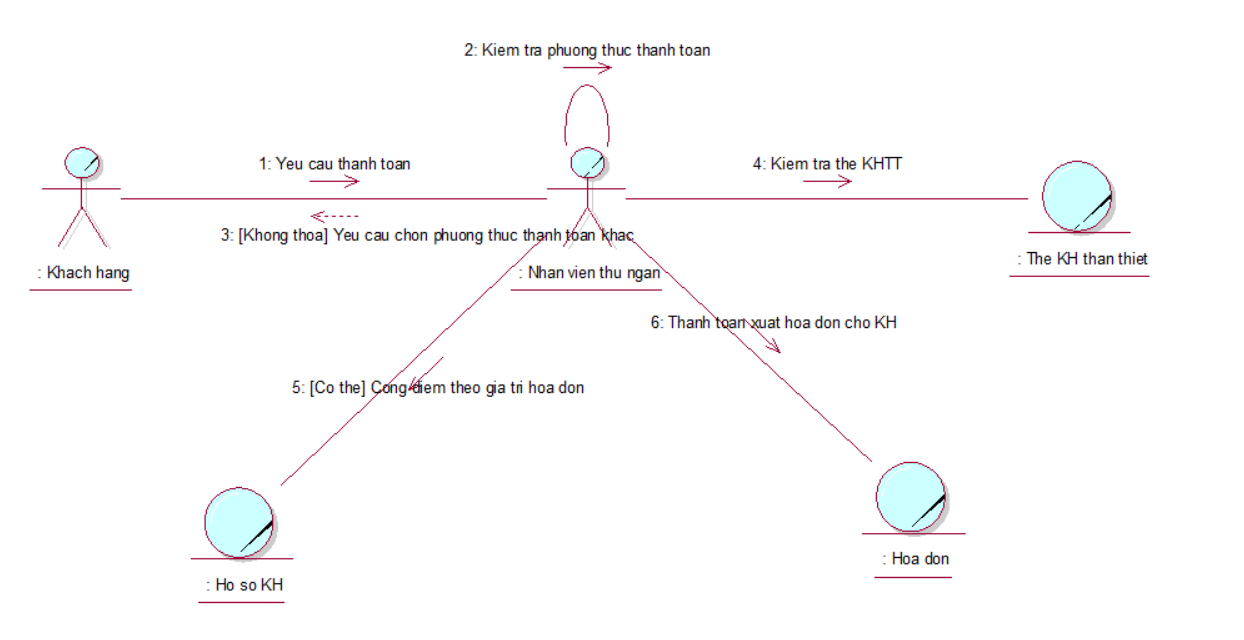 2: Kiem tra phuong thuc thanh toan
1: Yeu cau thanh toan
4: Kiem tra the KHTT
3: [Khong thoa] Yeu cau chon phuong thuc thanh toan khac
: Khach hang
: Nhan vien thu ngan
: The KH than thiet
6: Thanh toan xuat hoa don cho KH
5: [Co the] Cong diem theo gia tri hoa don
: Ho so KH
: Hoa don